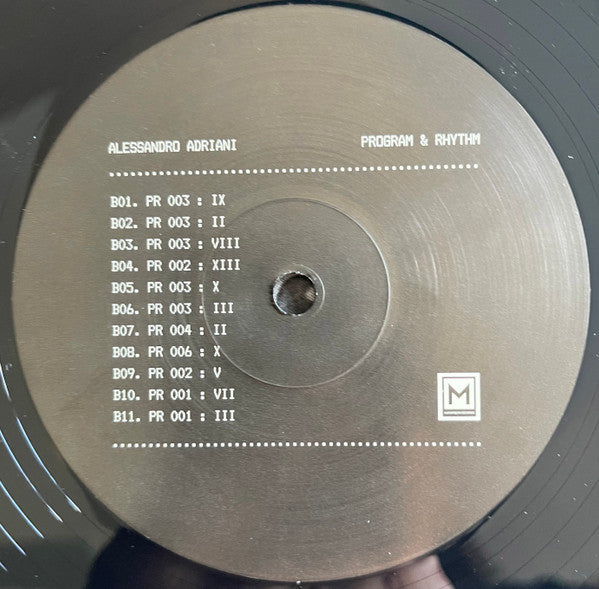 ALESSANDRO ADRIANI PROGRAM & RHYTHM
B01. PR 003 : IX
B02. PR 003 : II
B03. PR 003 : VIII
B04. PR 002 : XIII
B05. PR 003 : X
B06. PR 003 : III
B07. PR 004 : II
B08. PR 006 : X
B09. PR 002 : V
B10. PR 001 : VII
B11. PR 001 : III
M